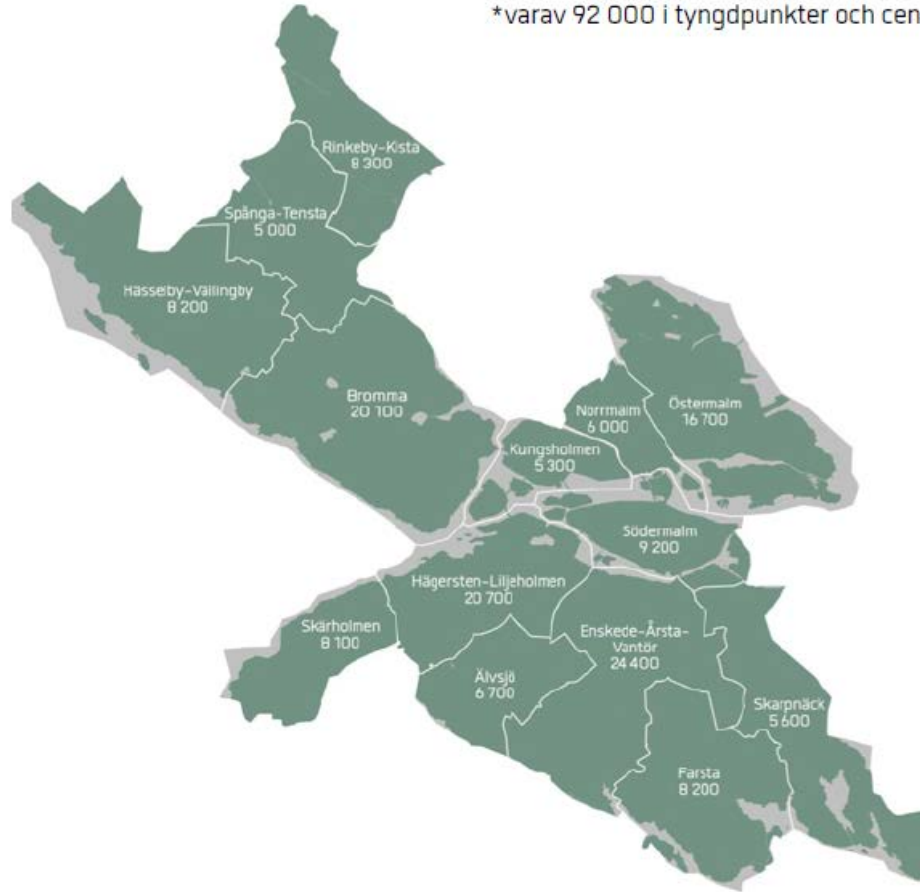 *varav 92 000 i tyngdpunkter och cen
Rinkeby-Kista
8 300
Spånga-Tensta
5 000
Hässelby-Vällingby
8 200
Bromma
20 100
Norrmalm
6 000
Östermalm
16 700
Kungsholmen
5 300
Södermalm
9 200
Hägersten-Liljeholmen
20 700
Skärholmen
8 100
Enskede-Årsta-
Vantör
24 400
Älvsjö
6 700
Skarpnäck
5 600
Farsta
8 200